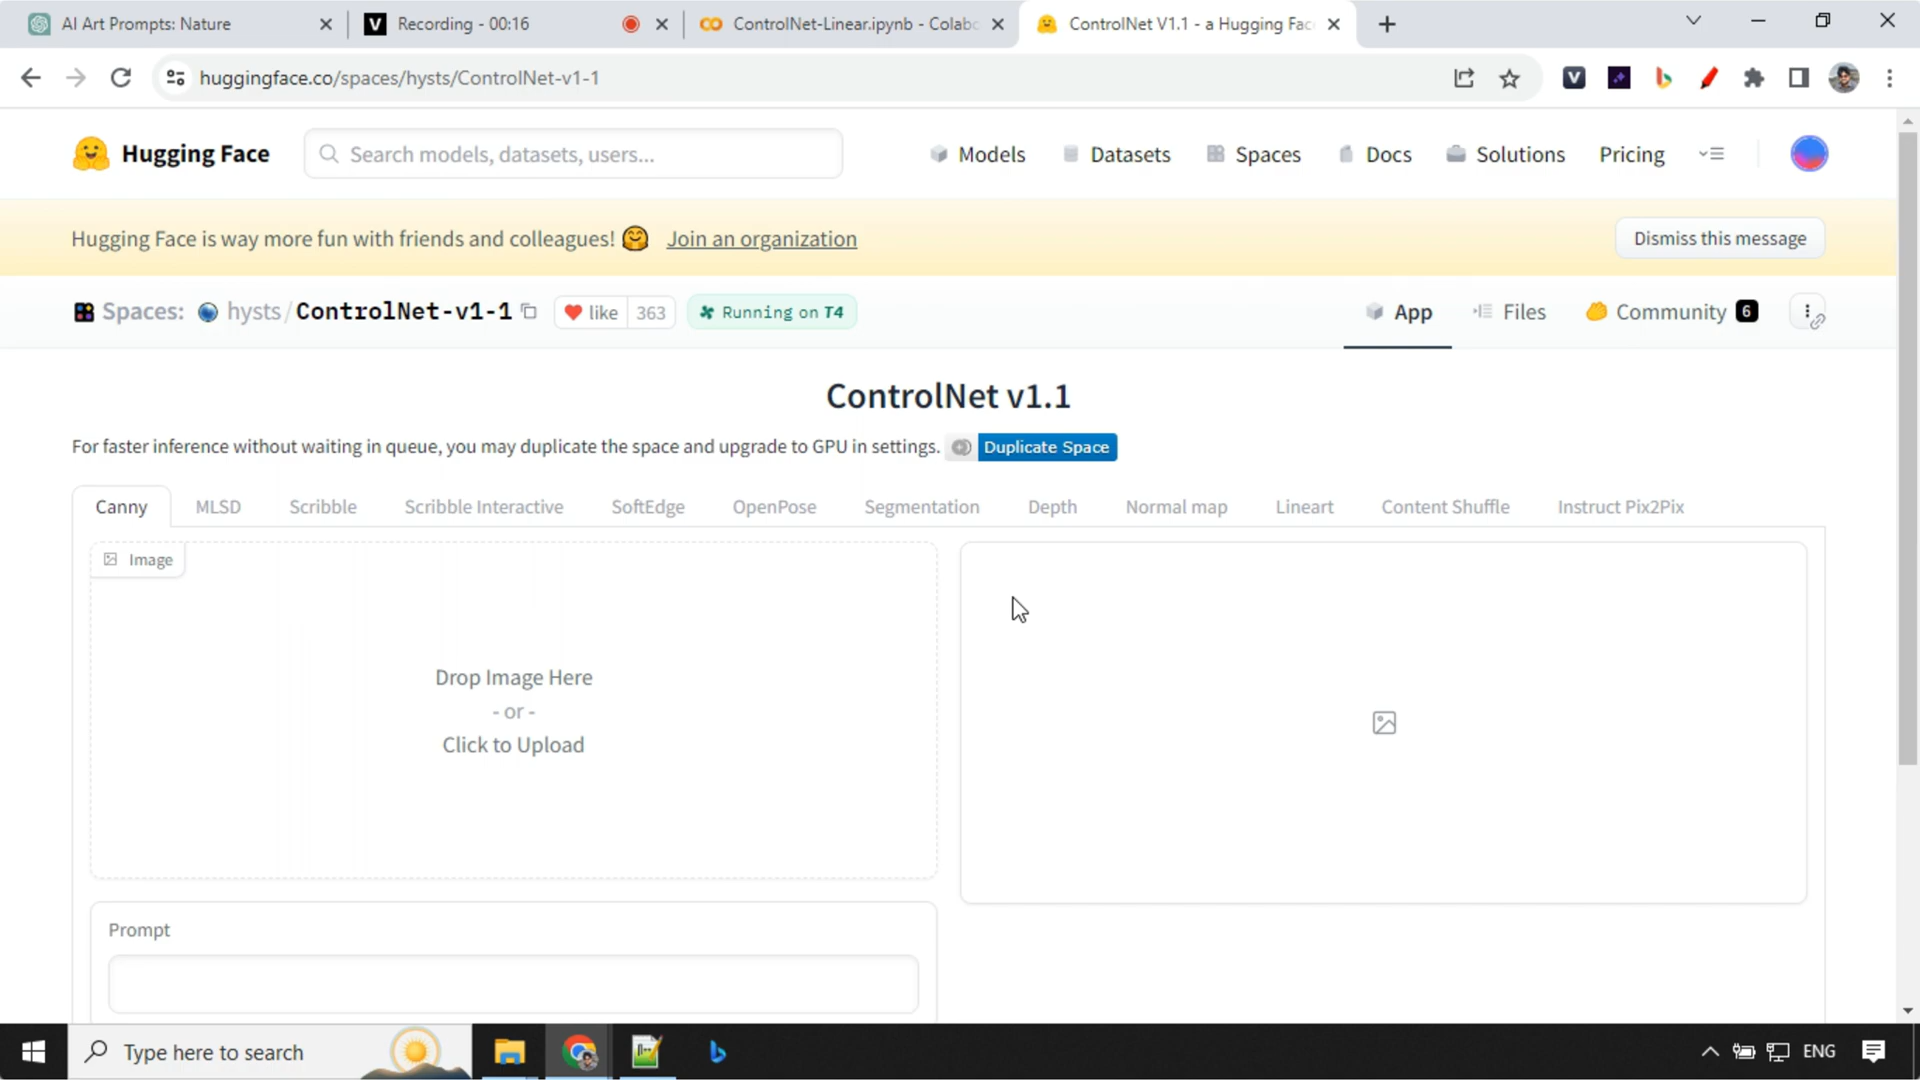 AI Art Prompts: Nature
Recording - 00:16
ControlNet-Linear.ipynb - Colab
ControlNet V1.1 - a Hugging Fac
huggingface.co/spaces/hysts/ControlNet-v1-1
Hugging Face
Search models, datasets, users...
Models
Datasets
Spaces
Docs
Solutions
Pricing
Hugging Face is way more fun with friends and colleagues! 🤗 Join an organization
Dismiss this message
Spaces: hysts/ControlNet-v1-1
like 363
Running on T4
App
Files
Community 6
ControlNet v1.1
For faster inference without waiting in queue, you may duplicate the space and upgrade to GPU in settings. Duplicate Space
Canny
MLSD
Scribble
Scribble Interactive
SoftEdge
OpenPose
Segmentation
Depth
Normal map
Lineart
Content Shuffle
Instruct Pix2Pix
Image
Drop Image Here
- or -
Click to Upload
Prompt
Type here to search
ENG